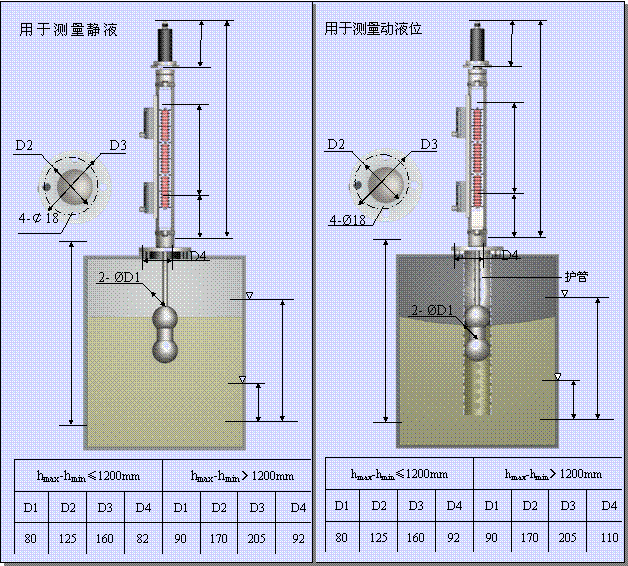 用于测量静液
D2
D3
4-¢18
D4
2- ØD1
hmax-hmin≤1200mm
hmax-hmin>1200mm
D1 D2 D3 D4 D1 D2 D3 D4
80 125 160 82 90 170 205 92
用于测量动液位
D2
D3
4-Ø18
D4
护管
2- ØD1
hmax-hmin≤1200mm
hmax-hmin>1200mm
D1 D2 D3 D4 D1 D2 D3 D4
80 125 160 92 90 170 205 110